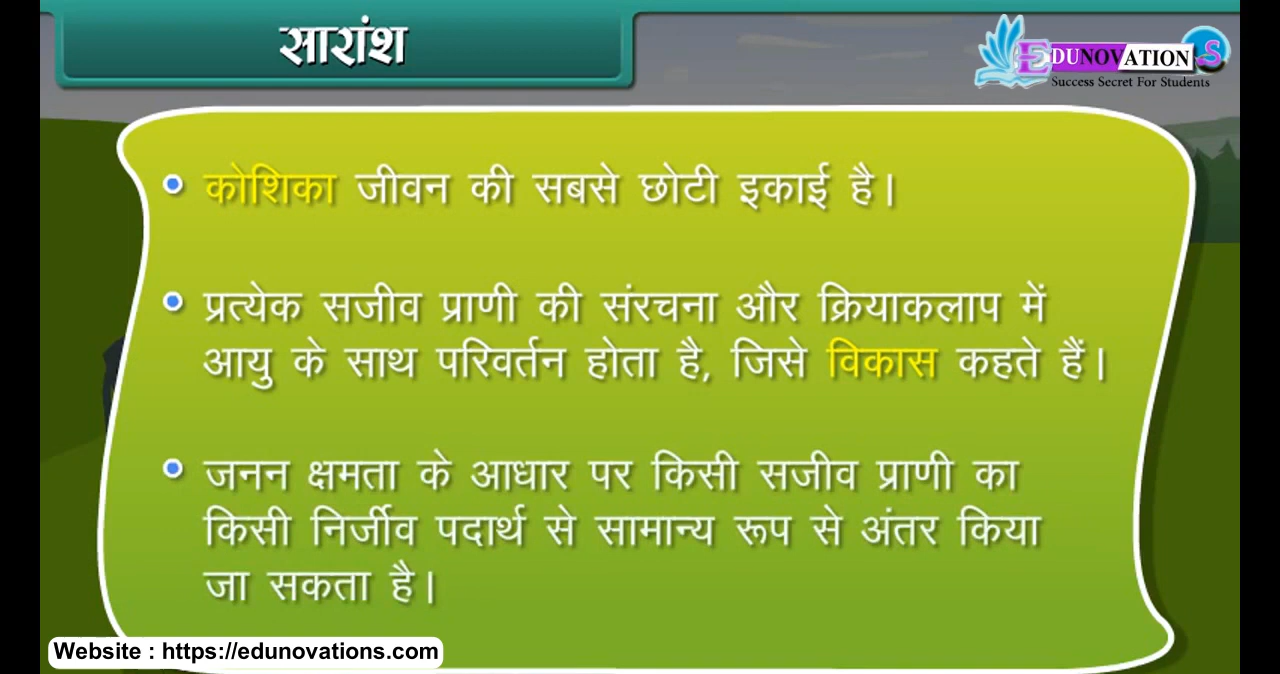 सारांश
EDUNOVATION S
Success Secret For Students
कोशिका जीवन की सबसे छोटी इकाई है।
प्रत्येक सजीव प्राणी की संरचना और क्रियाकलाप में
आयु के साथ परिवर्तन होता है, जिसे विकास कहते हैं।
जनन क्षमता के आधार पर किसी सजीव प्राणी का
किसी निर्जीव पदार्थ से सामान्य रूप से अंतर किया
जा सकता है।
Website : https://edunovations.com